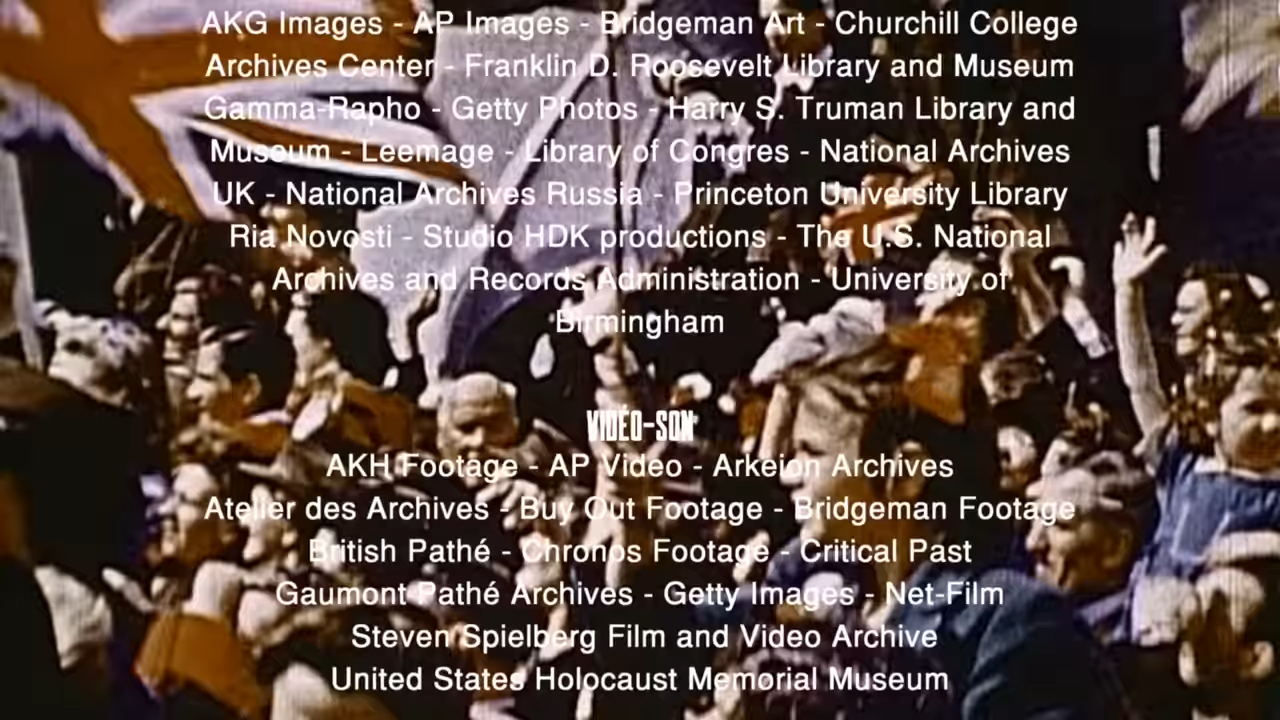 AKG Images - AP Images - Bridgeman Art - Churchill College
Archives Center - Franklin D. Roosevelt Library and Museum
Gamma-Rapho - Getty Photos - Harry S. Truman Library and
Museum - Leemage - Library of Congres - National Archives
UK - National Archives Russia - Princeton University Library
Ria Novosti - Studio HDK productions - The U.S. National
Archives and Records Administration - University of
Birmingham
VIDÉO-SON
AKH Footage - AP Video - Arkeion Archives
Atelier des Archives - Buy Out Footage - Bridgeman Footage
British Pathé - Chronos Footage - Critical Past
Gaumont Pathé Archives - Getty Images - Net-Film
Steven Spielberg Film and Video Archive
United States Holocaust Memorial Museum